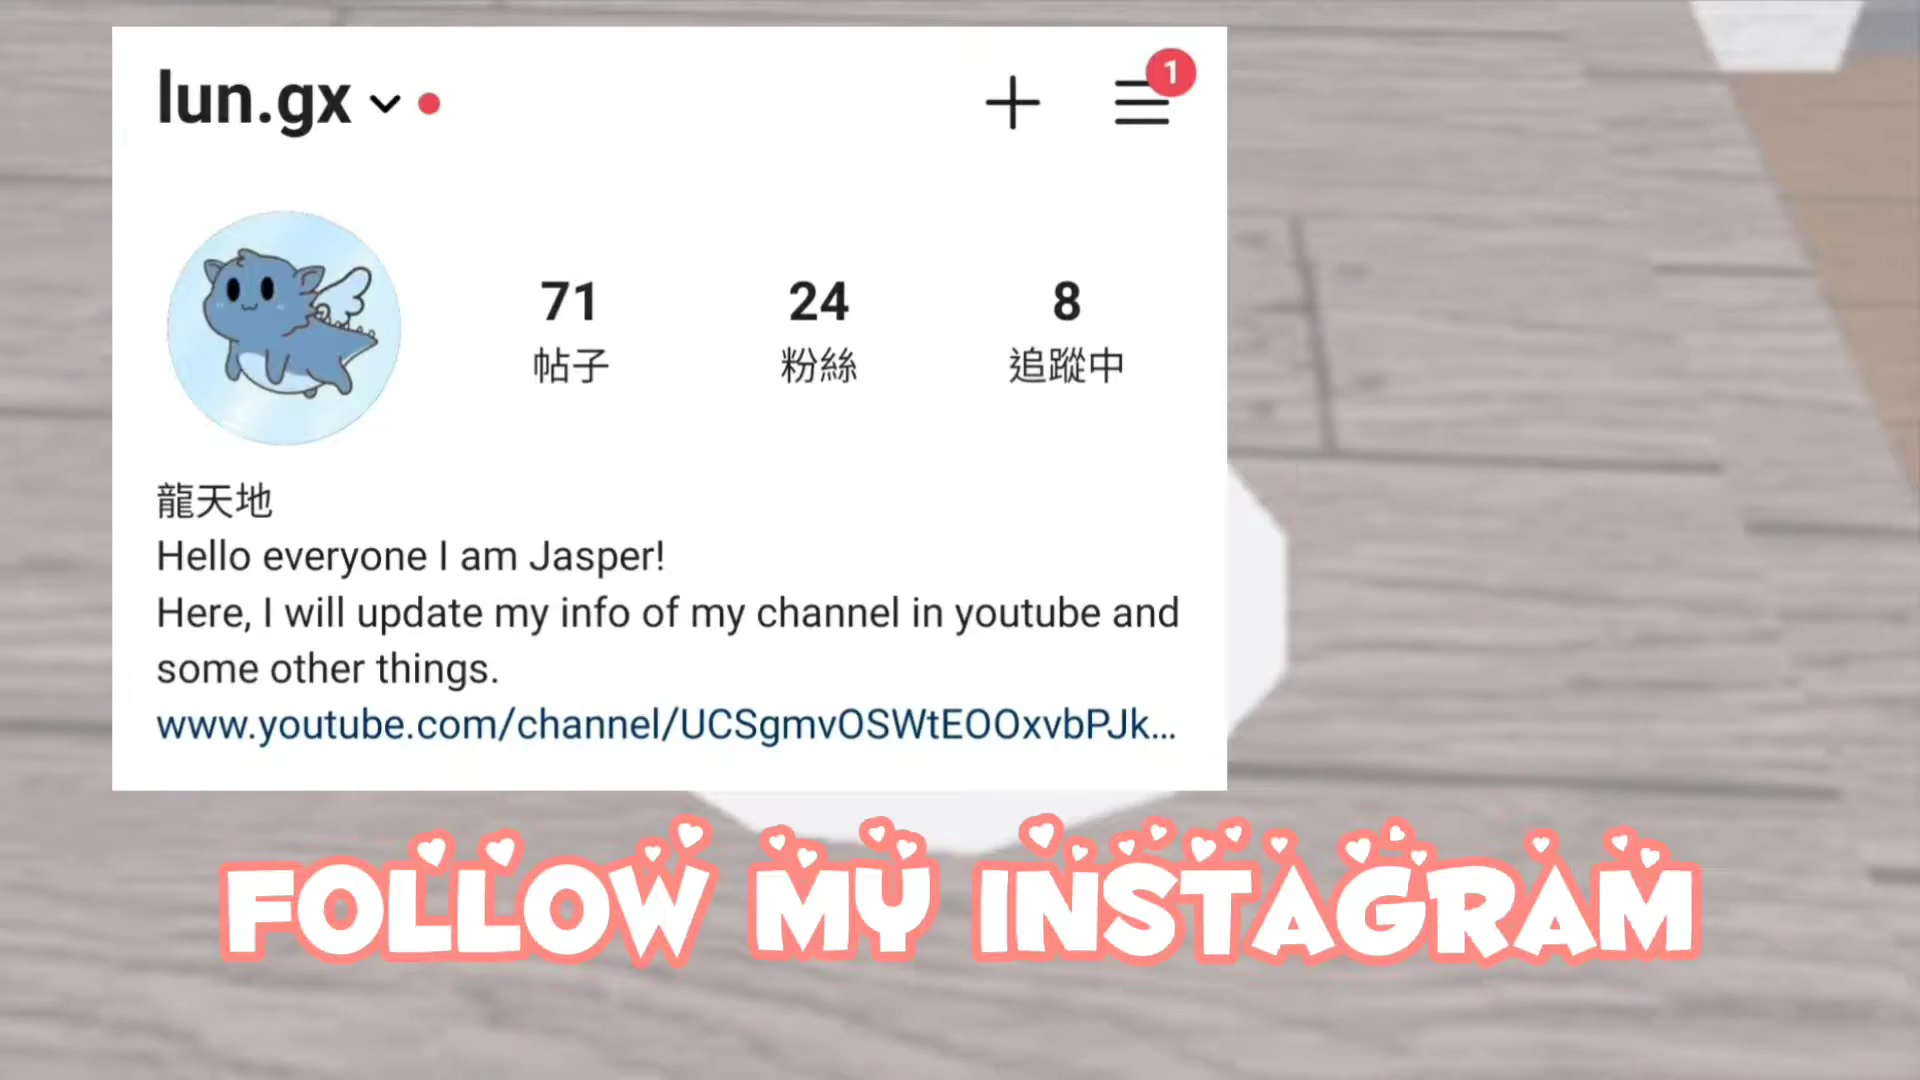 lun.gx
1
71
24
8
帖子
粉絲
追蹤中
龍天地
Hello everyone I am Jasper!
Here, I will update my info of my channel in youtube and
some other things.
www.youtube.com/channel/UCSgmvOSWtEOOxvbPJk...
FOLLOW MY INSTAGRAM